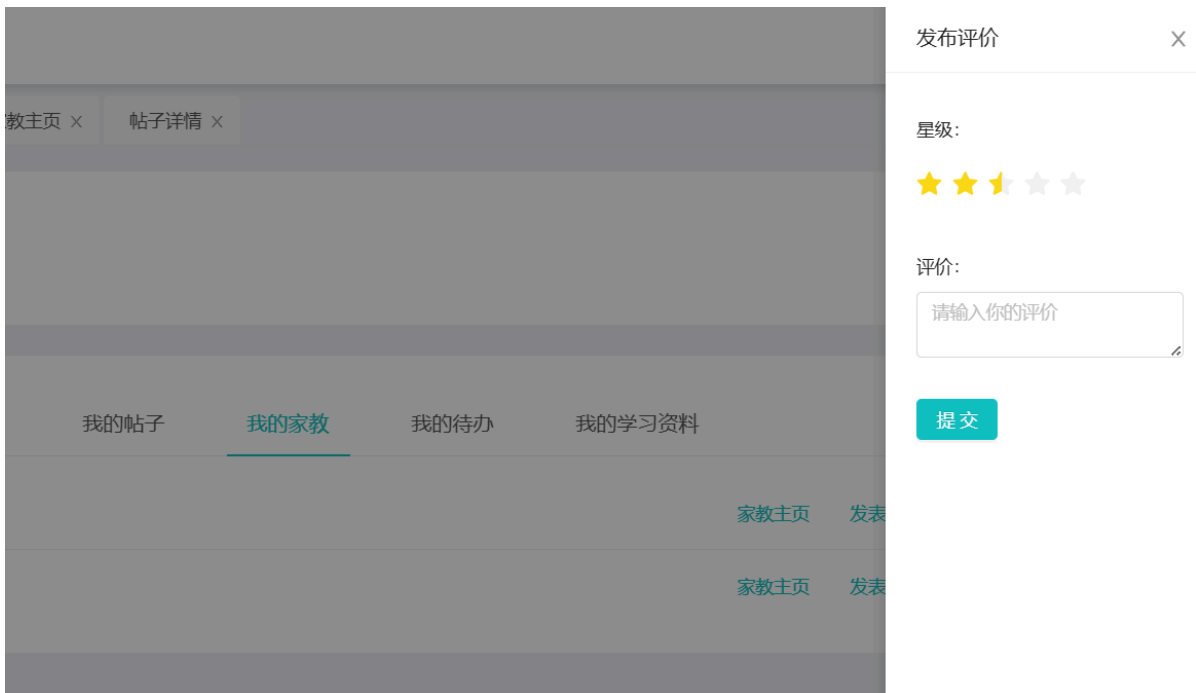 发布评价
教主页
帖子详情
星级:
评价:
请输入你的评价
我的帖子
我的家教
我的待办
我的学习资料
提交
家教主页
发表
家教主页
发表